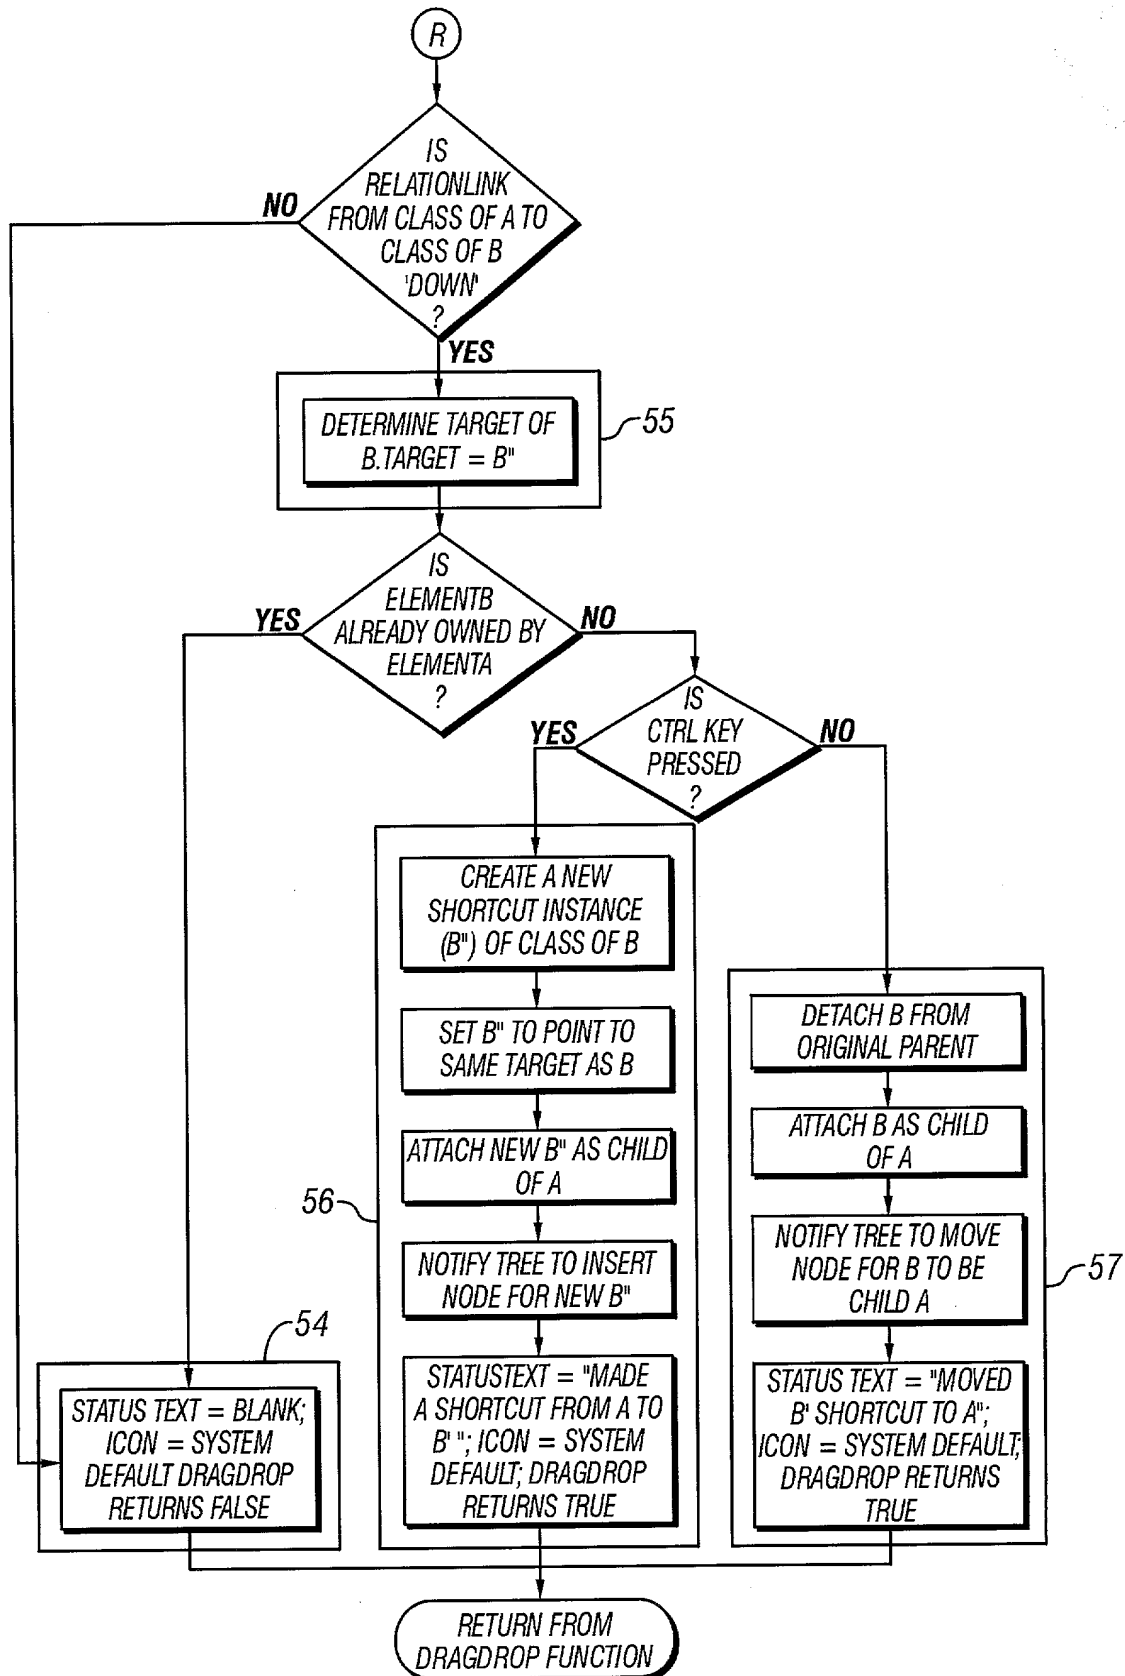 R
IS
RELATIONLINK
FROM CLASS OF A TO
CLASS OF B
'DOWN'
?
NO
YES
DETERMINE TARGET OF
B.TARGET = B"
55
IS
ELEMENTB
ALREADY OWNED BY
ELEMENTA
?
YES
NO
IS
CTRL KEY
PRESSED
?
YES
NO
CREATE A NEW
SHORTCUT INSTANCE
(B") OF CLASS OF B
SET B" TO POINT TO
SAME TARGET AS B
ATTACH NEW B" AS CHILD
OF A
NOTIFY TREE TO INSERT
NODE FOR NEW B"
STATUSTEXT = "MADE
A SHORTCUT FROM A TO
B' "; ICON = SYSTEM
DEFAULT; DRAGDROP
RETURNS TRUE
56
DETACH B FROM
ORIGINAL PARENT
ATTACH B AS CHILD
OF A
NOTIFY TREE TO MOVE
NODE FOR B TO BE
CHILD A
STATUS TEXT = "MOVED
B' SHORTCUT TO A";
ICON = SYSTEM DEFAULT;
DRAGDROP RETURNS
TRUE
57
54
STATUS TEXT = BLANK;
ICON = SYSTEM
DEFAULT DRAGDROP
RETURNS FALSE
RETURN FROM
DRAGDROP FUNCTION